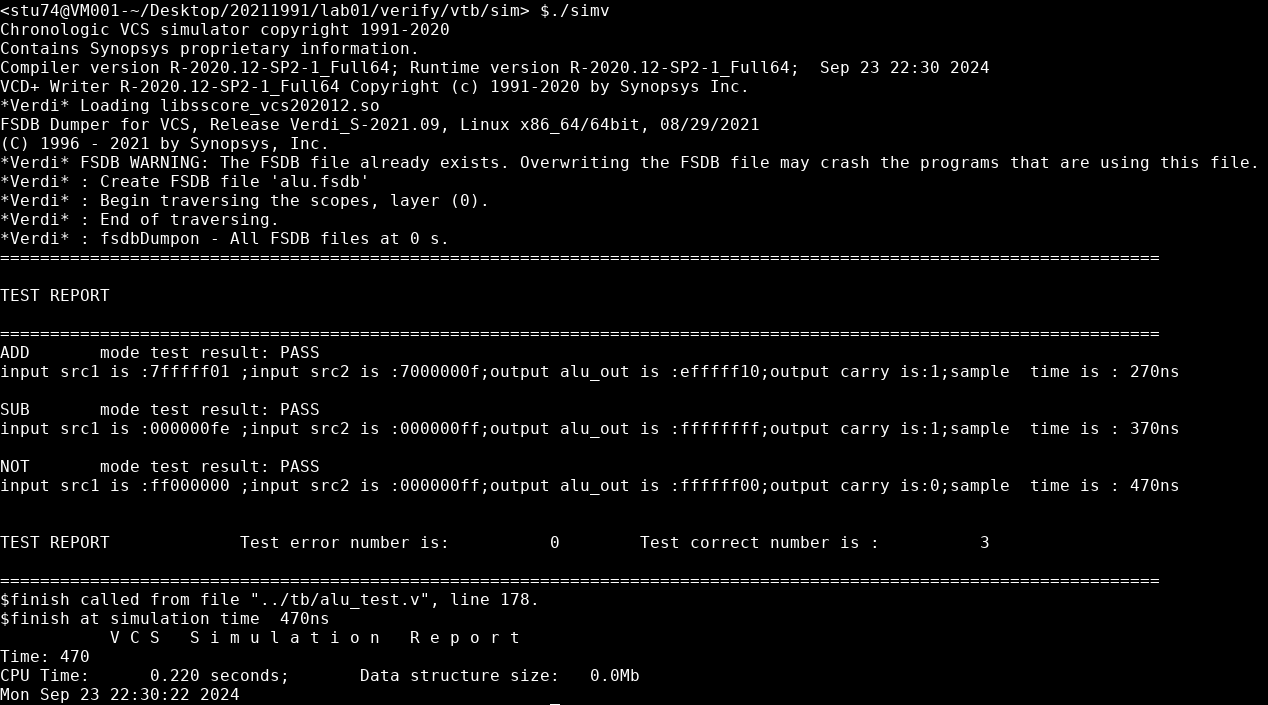 <stu74@VM001-~/Desktop/20211991/lab01/verify/vtb/sim> $./simv
Chronologic VCS simulator copyright 1991-2020
Contains Synopsys proprietary information.
Compiler version R-2020.12-SP2-1_Full64; Runtime version R-2020.12-SP2-1_Full64;  Sep 23 22:30 2024
VCD+ Writer R-2020.12-SP2-1_Full64 Copyright (c) 1991-2020 by Synopsys Inc.
*Verdi* Loading libsscore_vcs202012.so
FSDB Dumper for VCS, Release Verdi_S-2021.09, Linux x86_64/64bit, 08/29/2021
(C) 1996 - 2021 by Synopsys, Inc.
*Verdi* FSDB WARNING: The FSDB file already exists. Overwriting the FSDB file may crash the programs that are using this file.
*Verdi* : Create FSDB file 'alu.fsdb'
*Verdi* : Begin traversing the scopes, layer (0).
*Verdi* : End of traversing.
*Verdi* : fsdbDumpon - All FSDB files at 0 s.
====================================================================================================================
TEST REPORT
====================================================================================================================
ADD       mode test result: PASS
input src1 is :7fffff01 ;input src2 is :7000000f;output alu_out is :efffff10;output carry is:1;sample  time is : 270ns
SUB       mode test result: PASS
input src1 is :000000fe ;input src2 is :000000ff;output alu_out is :ffffffff;output carry is:1;sample  time is : 370ns
NOT       mode test result: PASS
input src1 is :ff000000 ;input src2 is :000000ff;output alu_out is :ffffff00;output carry is:0;sample  time is : 470ns
TEST REPORT             Test error number is:          0        Test correct number is :          3
====================================================================================================================
$finish called from file "../tb/alu_test.v", line 178.
$finish at simulation time  470ns
           V C S   S i m u l a t i o n   R e p o r t
Time: 470
CPU Time:      0.220 seconds;       Data structure size:   0.0Mb
Mon Sep 23 22:30:22 2024